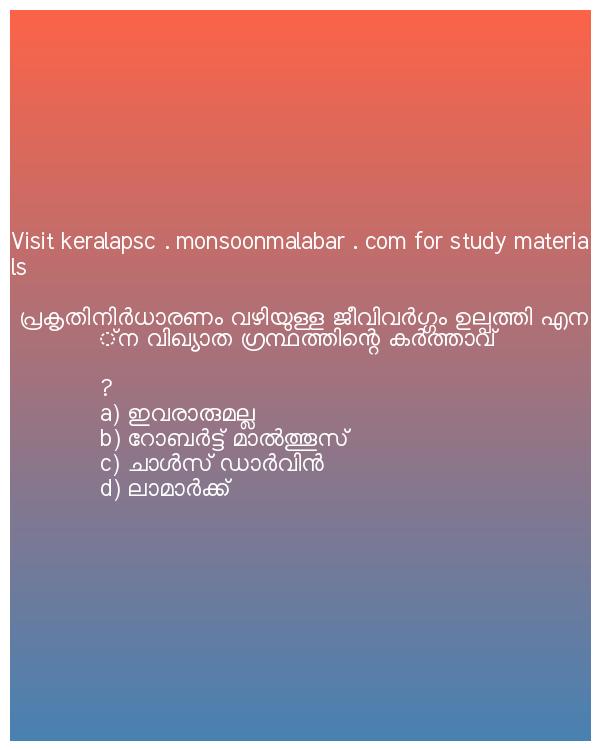 Visit keralapsc . monsoonmalabar . com for study materia
ls
പ്രകൃതിനിർധാരണം വഴിയുള്ള ജീവിവർഗ്ഗം ഉല്പത്തി എന
്ന വിഖ്യാത ഗ്രന്ഥത്തിന്റെ കർത്താവ്
?
a) ഇവരാരുമല്ല
b) റോബർട്ട് മാൽത്തൂസ്
c) ചാൾസ് ഡാർവിൻ
d) ലാമാർക്ക്